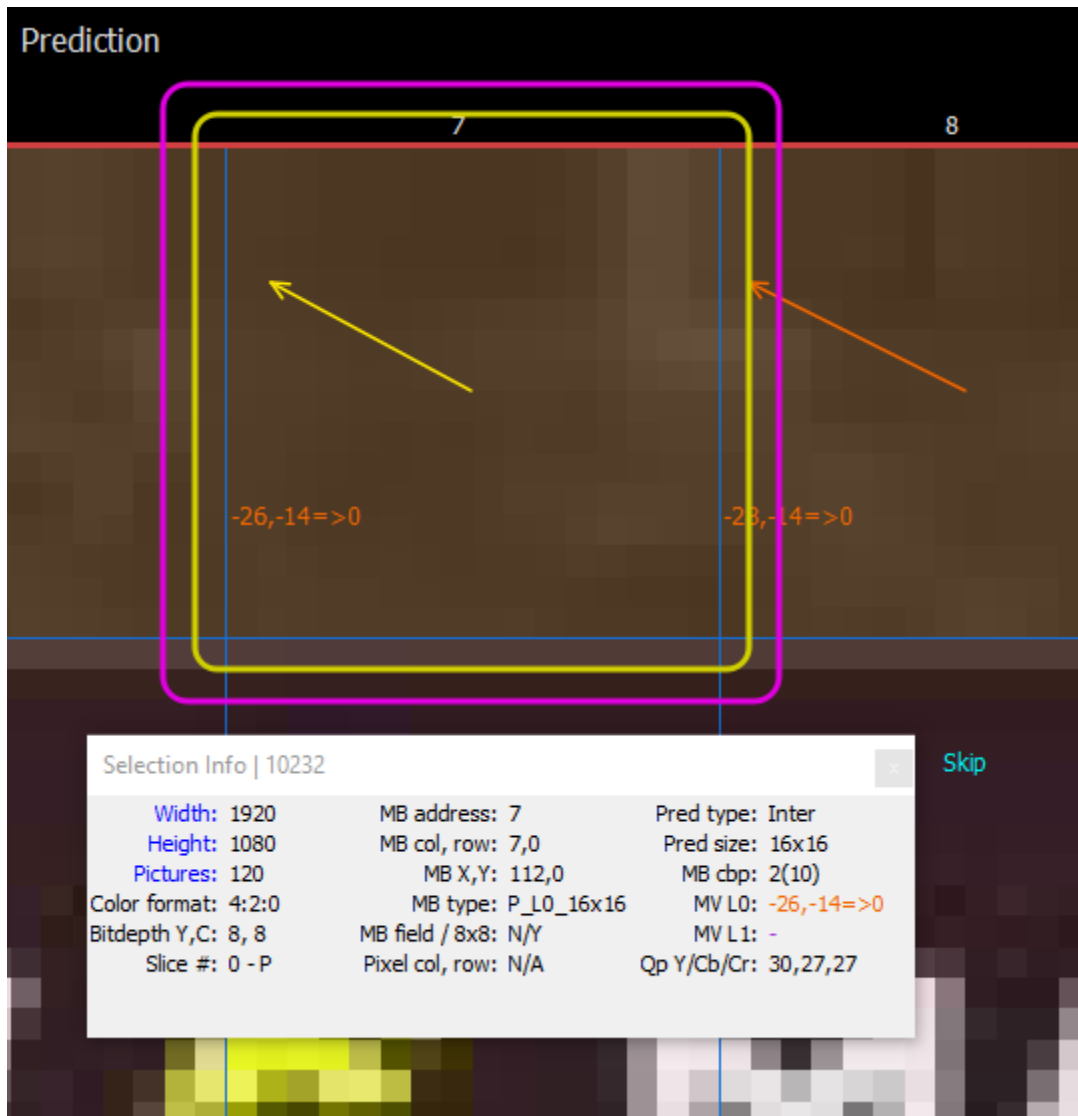 Prediction
7 8
-26,-14=>0 -28,-14=>0
Skip
Selection Info | 10232 x
Width: 1920 MB address: 7 Pred type: Inter
Height: 1080 MB col, row: 7,0 Pred size: 16x16
Pictures: 120 MB X,Y: 112,0 MB cbp: 2(10)
Color format: 4:2:0 MB type: P_L0_16x16 MV L0: -26,-14=>0
Bitdepth Y,C: 8, 8 MB field / 8x8: N/Y MV L1: -
Slice #: 0 - P Pixel col, row: N/A Qp Y/Cb/Cr: 30,27,27